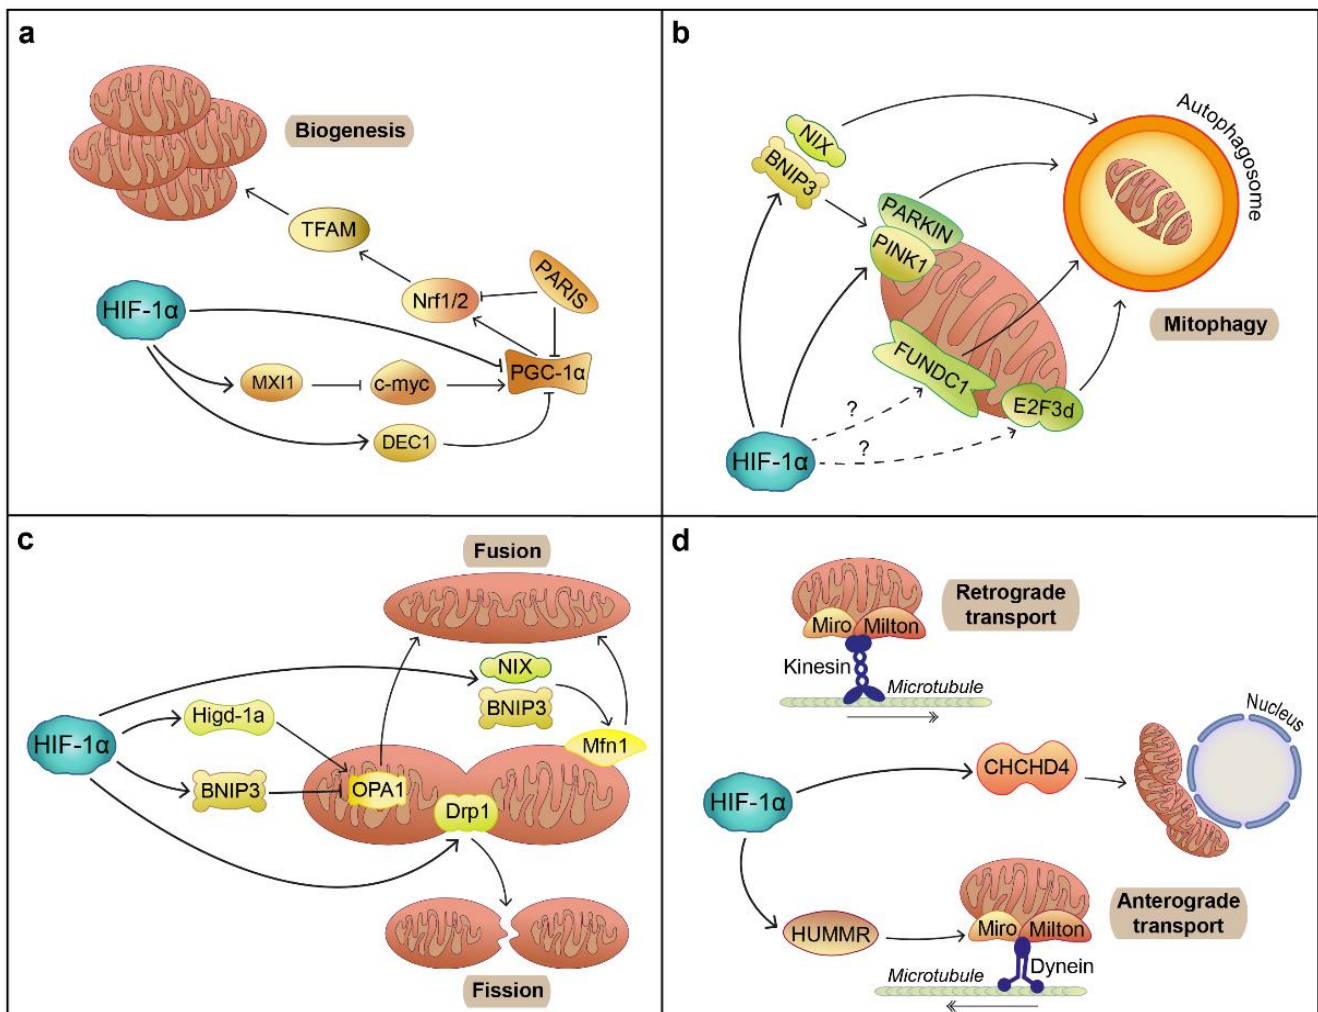 a
Biogenesis
TFAM
PARIS
Nrf1/2
HIF-1α
MXI1
c-myc
PGC-1α
DEC1
b
NIX
BNIP3
PARKIN
PINK1
Autophagosome
Mitophagy
FUNDC1
E2F3d
?
?
HIF-1α
c
Fusion
NIX
BNIP3
Higd-1a
HIF-1α
Mfn1
BNIP3
OPA1
Drp1
Fission
d
Retrograde
transport
Miro
Milton
Kinesin
Microtubule
Nucleus
CHCHD4
HIF-1α
HUMMR
Miro
Milton
Anterograde
transport
Dynein
Microtubule